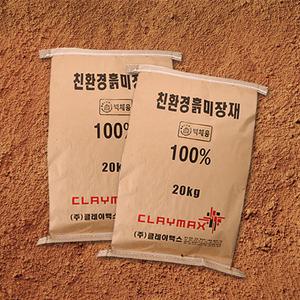 친환경흙미장재
벽체용
100%
20kg
CLAYMAX
(주)클레이맥스
친환경흙미장재
벽체용
100%
20kg
CLAYMAX
(주)클레이맥스